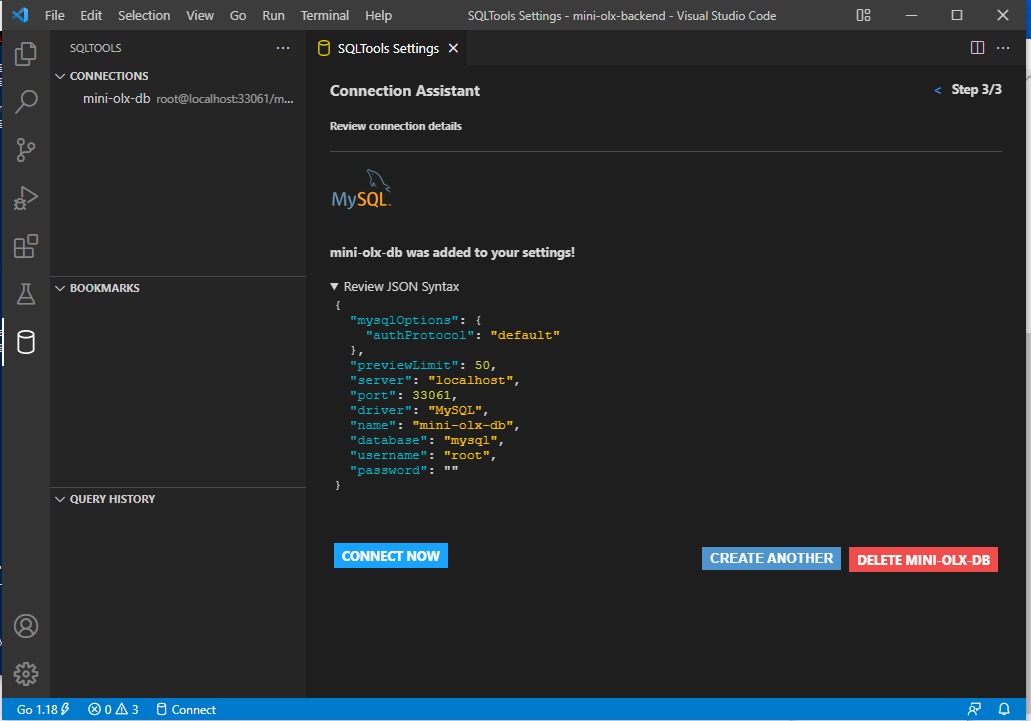 File Edit Selection View Go Run Terminal Help SQLTools Settings - mini-olx-backend - Visual Studio Code
SQLTOOLS
CONNECTIONS
mini-olx-db root@localhost:33061/m...
BOOKMARKS
QUERY HISTORY
SQLTools Settings
Connection Assistant
< Step 3/3
Review connection details
MySQL
mini-olx-db was added to your settings!
▼ Review JSON Syntax
{
"mysqlOptions": {
"authProtocol": "default"
},
"previewLimit": 50,
"server": "localhost",
"port": 33061,
"driver": "MySQL",
"name": "mini-olx-db",
"database": "mysql",
"username": "root",
"password": ""
}
CONNECT NOW CREATE ANOTHER DELETE MINI-OLX-DB
Go 1.18 0 3 Connect